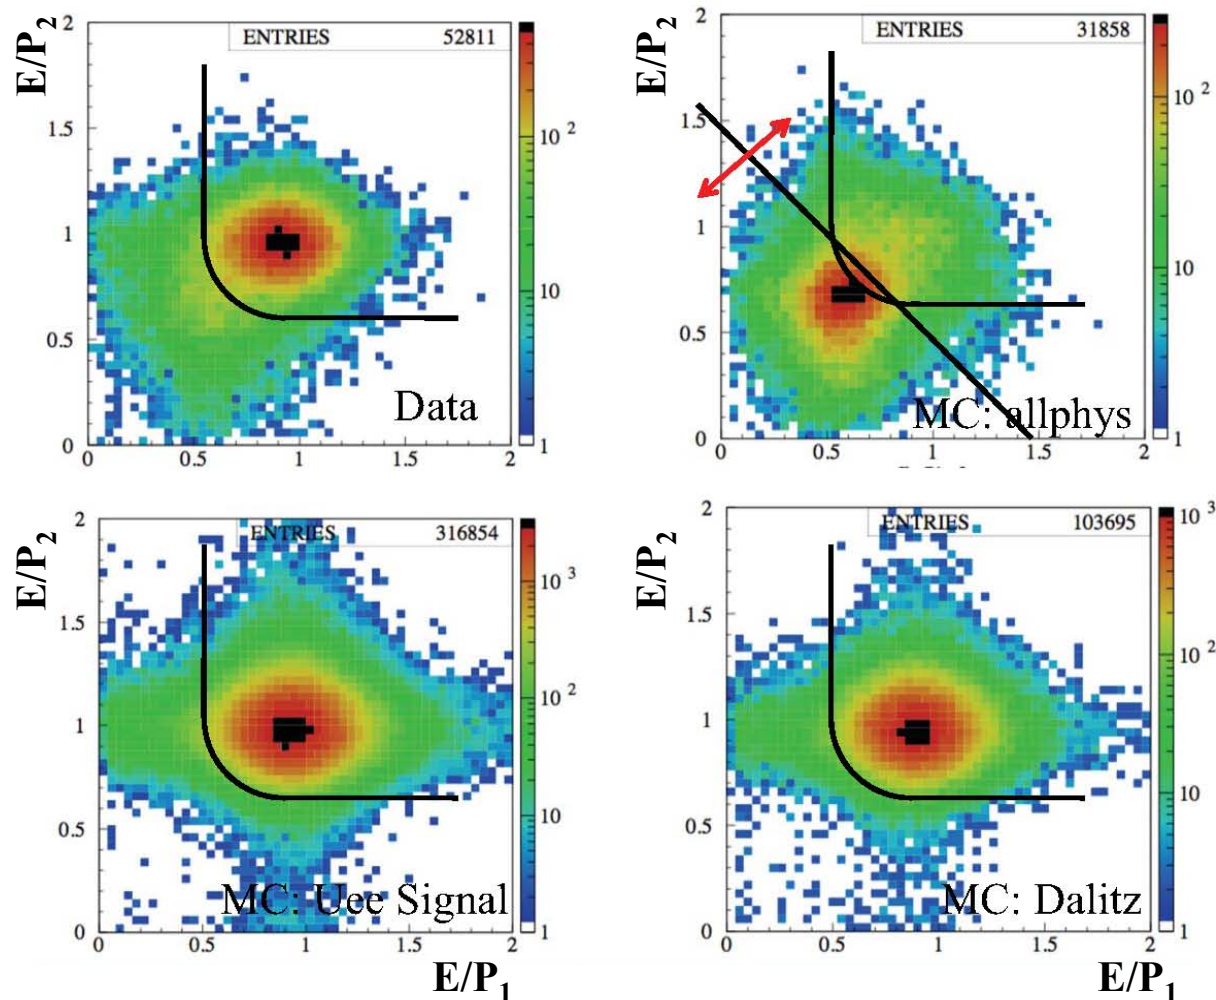 E/P2
2
1.5
1
0.5
0
0 0.5 1 1.5 2
ENTRIES 52811
10 2
10
1
Data
E/P2
2
1.5
1
0.5
0
0 0.5 1 1.5 2
ENTRIES 31858
10 2
10
1
MC: allphys
E/P2
2
1.5
1
0.5
0
0 0.5 1 1.5 2
ENTRIES 316854
10 3
10 2
10
1
MC: Uee Signal
E/P1
E/P2
2
1.5
1
0.5
0
0 0.5 1 1.5 2
ENTRIES 103695
10 3
10 2
10
1
MC: Dalitz
E/P1